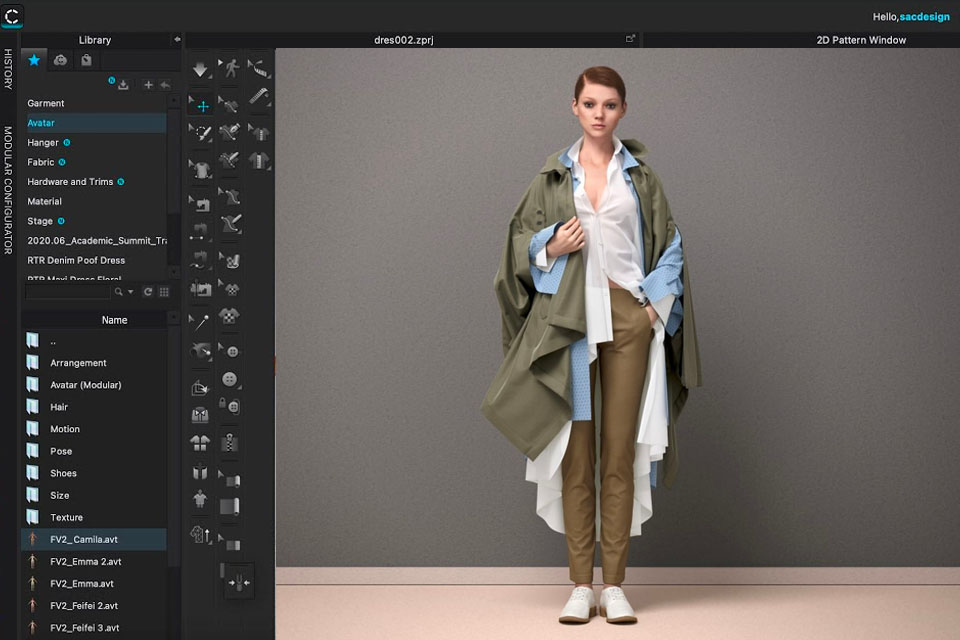 Hello,sacdesign
Library
dres002.zprj
2D Pattern Window
HISTORY
MODULAR CONFIGURATOR
Garment
Avatar
Hanger N
Fabric N
Hardware and Trims N
Material
Stage N
2020.06_Academic_Summit_Tra
RTR Denim Poof Dress
RTR Maxi Dress Floral
Name
..
Arrangement
Avatar (Modular)
Hair
Motion
Pose
Shoes
Size
Texture
FV2_Camila.avt
FV2_Emma 2.avt
FV2_Emma.avt
FV2_Feifei 2.avt
FV2_Feifei 3.avt